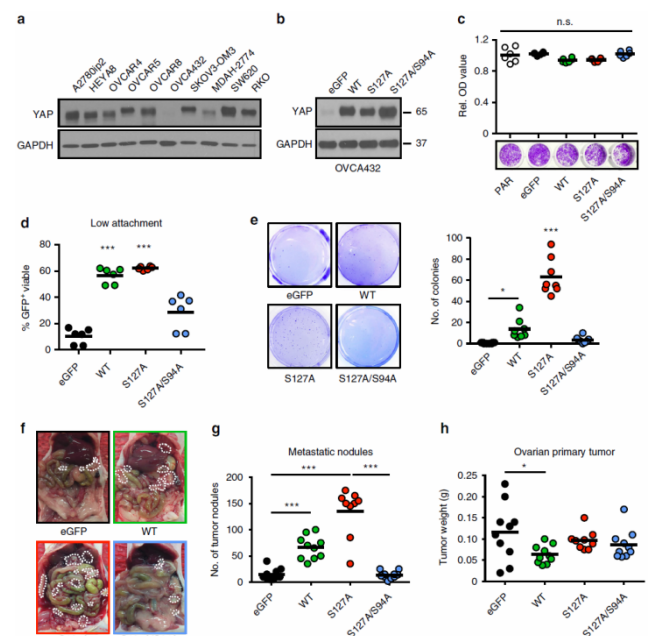 a
A2780ip2
HEYA8
OVCAR4
OVCAR5
OVCAR8
OVCA432
SKOV3-OM3
MDAH-2774
SW620
RKO
YAP
GAPDH
b
eGFP
WT
S127A
S127A/S94A
YAP
65
GAPDH
37
OVCA432
c
n.s.
Rel. OD value
2.0
1.6
1.2
0.8
0.4
0
PAR
eGFP
WT
S127A
S127A/S94A
d
Low attachment
% GFP⁺ viable
80
60
40
20
0
*** ***
eGFP
WT
S127A
S127A/S94A
e
eGFP
WT
S127A
S127A/S94A
No. of colonies
100
80
60
40
20
0
*
***
eGFP
WT
S127A
S127A/S94A
f
eGFP
WT
g
Metastatic nodules
No. of tumor nodules
200
150
100
50
0
*** ***
***
eGFP
WT
S127A
S127A/S94A
h
Ovarian primary tumor
Tumor weight (g)
0.25
0.20
0.15
0.10
0.05
0
*
eGFP
WT
S127A
S127A/S94A